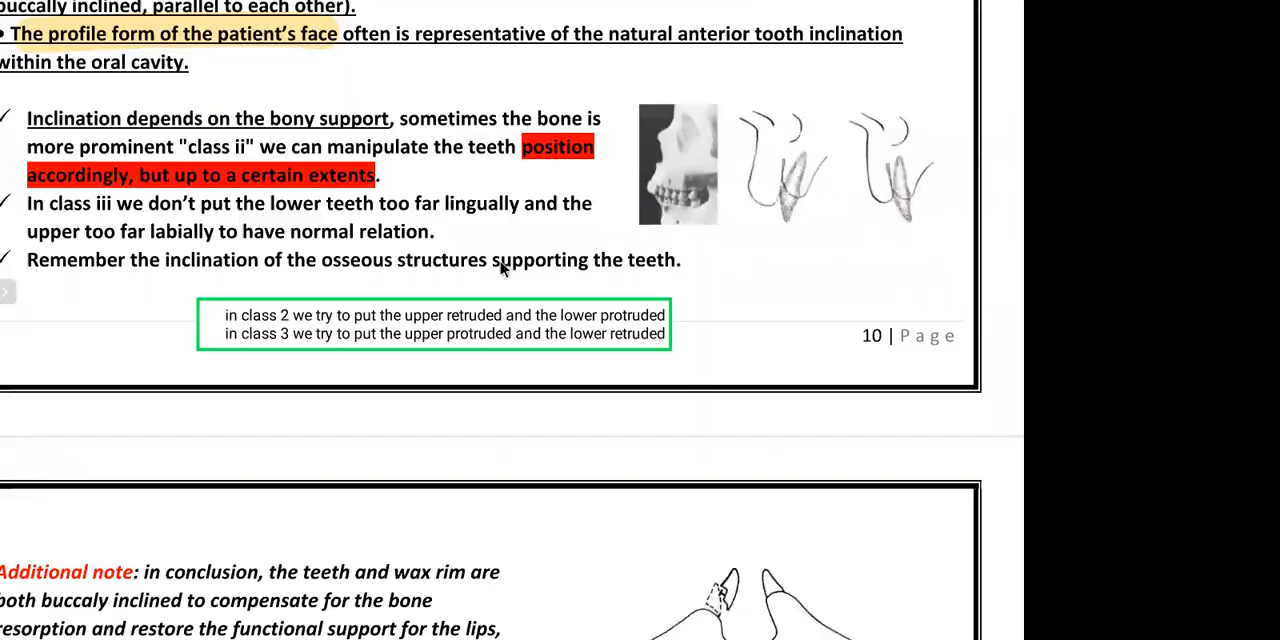 buccally inclined, parallel to each other).
• The profile form of the patient's face often is representative of the natural anterior tooth inclination
within the oral cavity.
✓ Inclination depends on the bony support, sometimes the bone is
more prominent "class ii" we can manipulate the teeth position
accordingly, but up to a certain extents.
✓ In class iii we don't put the lower teeth too far lingually and the
upper too far labially to have normal relation.
✓ Remember the inclination of the osseous structures supporting the teeth.
in class 2 we try to put the upper retruded and the lower protruded
in class 3 we try to put the upper protruded and the lower retruded
10 | Page
Additional note: in conclusion, the teeth and wax rim are
both buccaly inclined to compensate for the bone
resorption and restore the functional support for the lips,